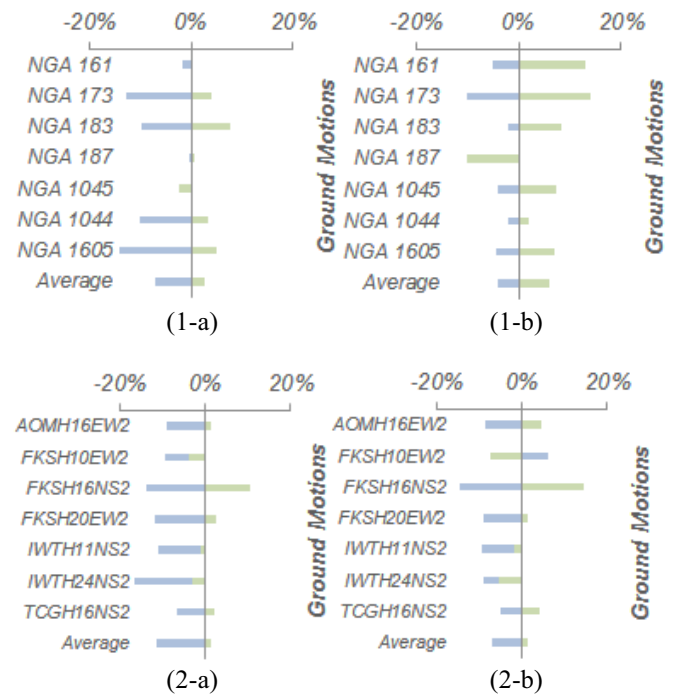 -20% 0% 20%
NGA 161
NGA 173
NGA 183
NGA 187
NGA 1045
NGA 1044
NGA 1605
Average
Ground Motions
(1-a)
-20% 0% 20%
NGA 161
NGA 173
NGA 183
NGA 187
NGA 1045
NGA 1044
NGA 1605
Average
Ground Motions
(1-b)
-20% 0% 20%
AOMH16EW2
FKSH10EW2
FKSH16NS2
FKSH20EW2
IWTH11NS2
IWTH24NS2
TCGH16NS2
Average
Ground Motions
(2-a)
-20% 0% 20%
AOMH16EW2
FKSH10EW2
FKSH16NS2
FKSH20EW2
IWTH11NS2
IWTH24NS2
TCGH16NS2
Average
Ground Motions
(2-b)